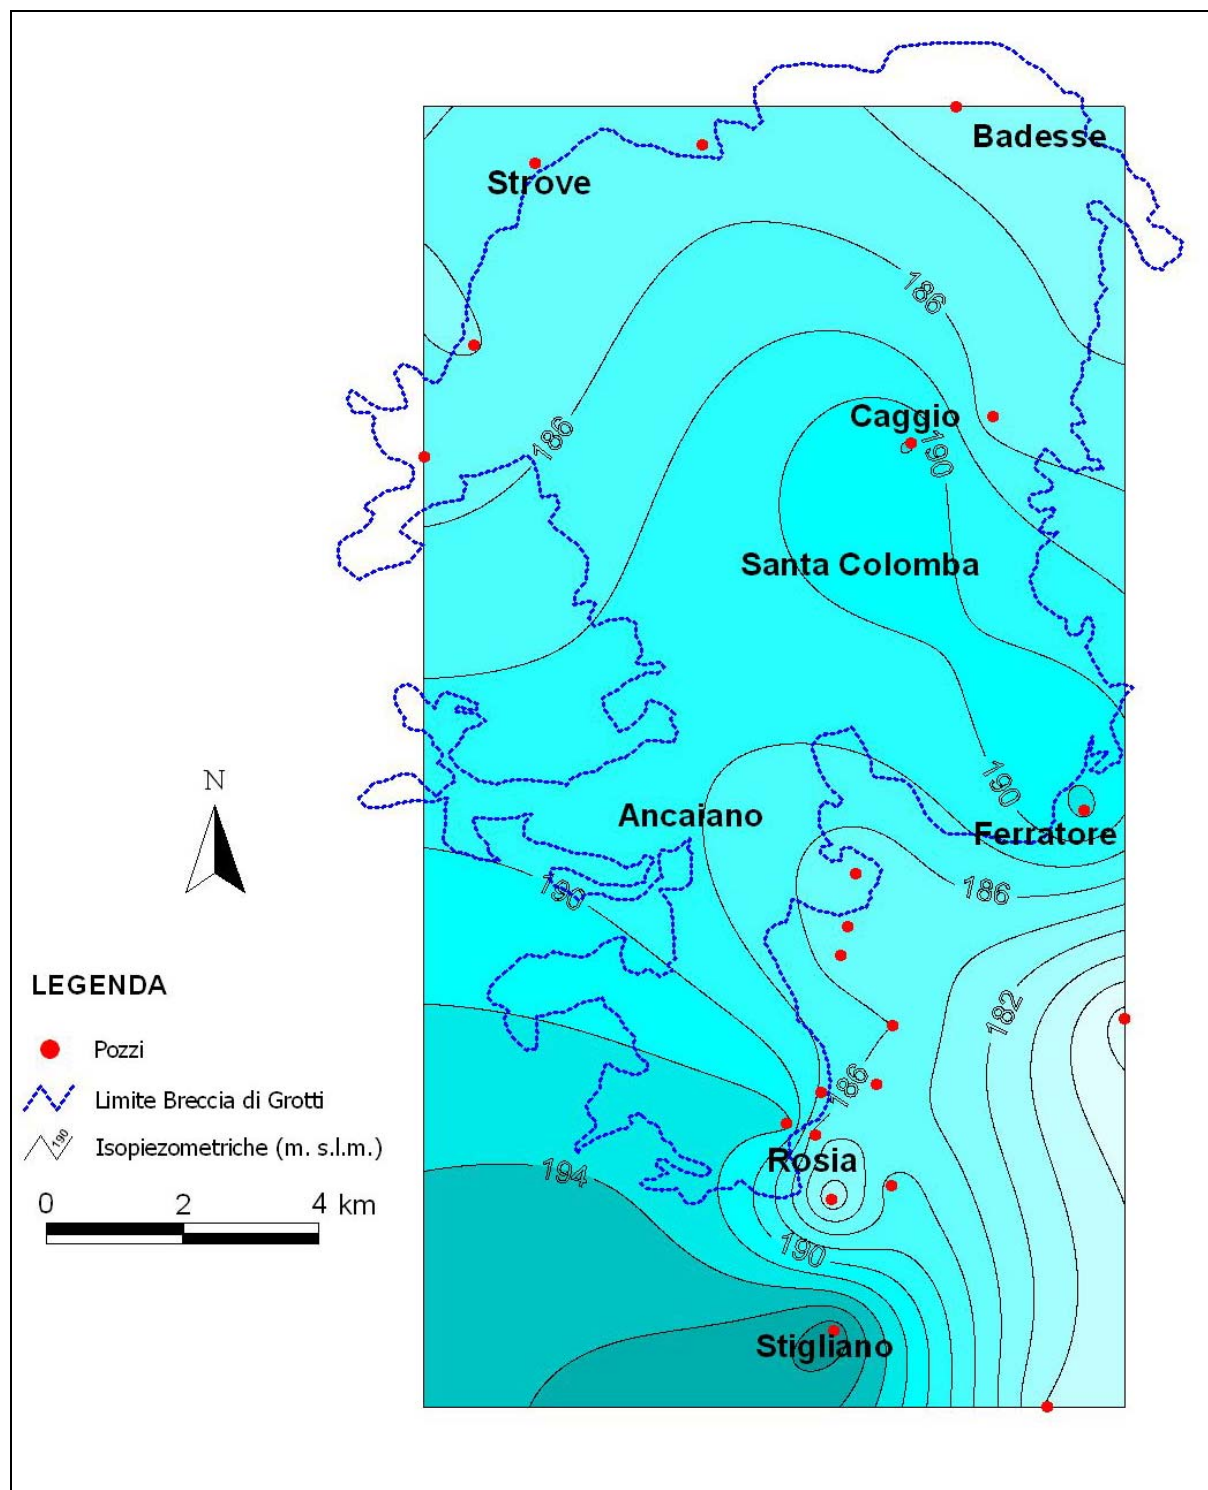 Badesse
Strove
186
Caggio
186
190
Santa Colomba
N
190
Ancaiano
Ferratore
190
186
LEGENDA
182
Pozzi
186
Limite Breccia di Grotti
190
Isopiezometriche (m. s.l.m.)
Rosia
194
0 2 4 km
190
Stigliano